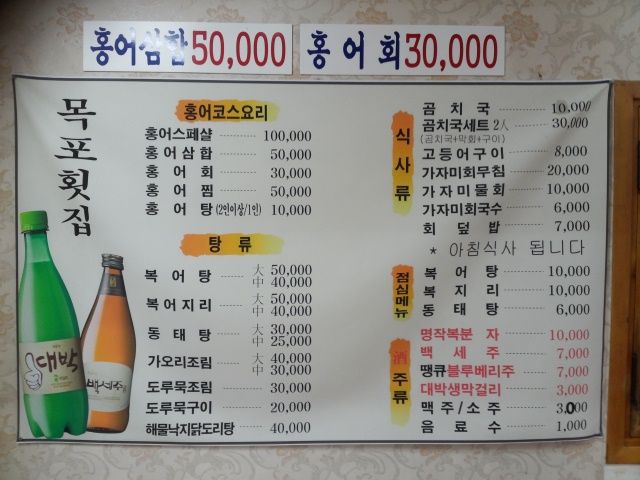 홍어삼합 50,000
홍 어 회 30,000
목포횟집
홍어코스요리
홍어스페샬 100,000
홍어삼합 50,000
홍 어 회 30,000
홍 어 찜 50,000
홍 어 탕 (2인이상/1인) 10,000
탕 류
복 어 탕 大 50,000
中 40,000
복어지리 大 50,000
中 40,000
동 태 탕 大 30,000
中 25,000
가오리조림 大 40,000
中 30,000
도루묵조림 30,000
도루묵구이 20,000
해물낙지닭도리탕 40,000
대박
백세주
식사류
곰 치 국 10,000
곰치국세트 2人 30,000
(곰치국+막회+구이)
고등어구이 8,000
가자미회무침 20,000
가자미물회 10,000
가자미회국수 6,000
회 덮 밥 7,000
* 아침식사 됩니다
점심메뉴
복 어 탕 10,000
복 지 리 10,000
동 태 탕 6,000
酒주류
명작복분 자 10,000
백 세 주 7,000
땡큐블루베리주 7,000
대박생막걸리 3,000
맥 주 / 소 주 3,000
음 료 수 1,000